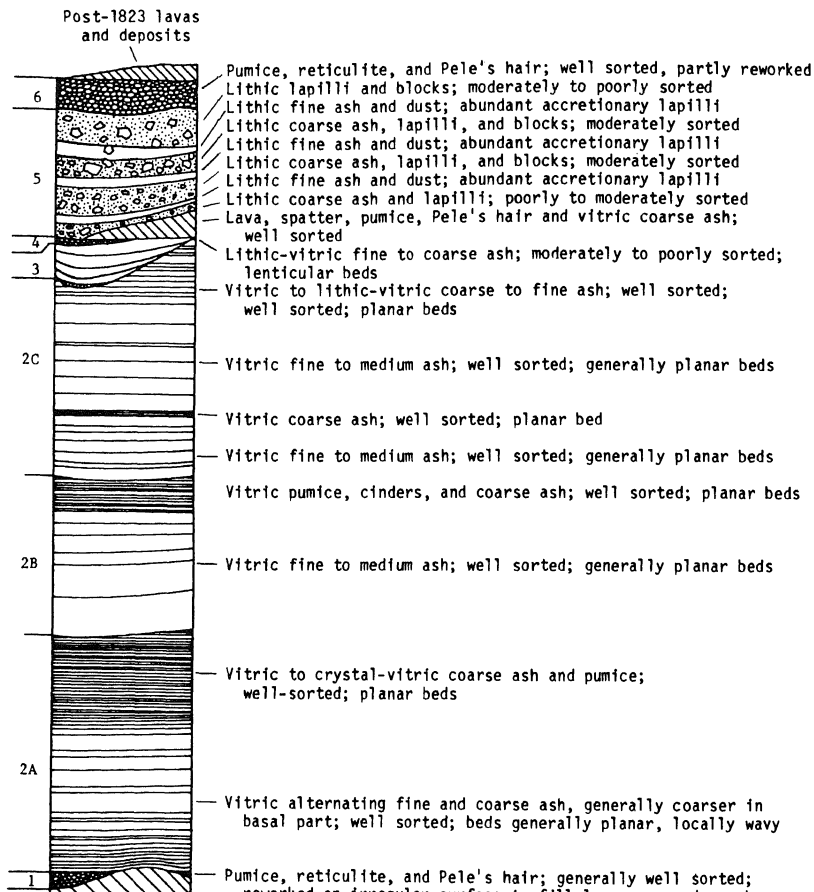 Post-1823 lavas
and deposits
Pumice, reticulite, and Pele's hair; well sorted, partly reworked
6
Lithic lapilli and blocks; moderately to poorly sorted
Lithic fine ash and dust; abundant accretionary lapilli
Lithic coarse ash, lapilli, and blocks; moderately sorted
Lithic fine ash and dust; abundant accretionary lapilli
Lithic coarse ash, lapilli, and blocks; moderately sorted
5
Lithic fine ash and dust; abundant accretionary lapilli
Lithic coarse ash and lapilli; poorly to moderately sorted
Lava, spatter, pumice, Pele's hair and vitric coarse ash;
well sorted
4
Lithic-vitric fine to coarse ash; moderately to poorly sorted;
lenticular beds
3
Vitric to lithic-vitric coarse to fine ash; well sorted;
well sorted; planar beds
2C
Vitric fine to medium ash; well sorted; generally planar beds
Vitric coarse ash; well sorted; planar bed
Vitric fine to medium ash; well sorted; generally planar beds
Vitric pumice, cinders, and coarse ash; well sorted; planar beds
2B
Vitric fine to medium ash; well sorted; generally planar beds
Vitric to crystal-vitric coarse ash and pumice;
well-sorted; planar beds
2A
Vitric alternating fine and coarse ash, generally coarser in
basal part; well sorted; beds generally planar, locally wavy
1
Pumice, reticulite, and Pele's hair; generally well sorted;